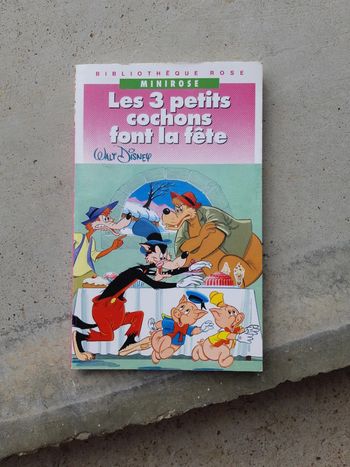 BIBLIOTHÈQUE ROSE
MINIROSE
Les 3 petits
cochons
font la fête
WALT DISNEY